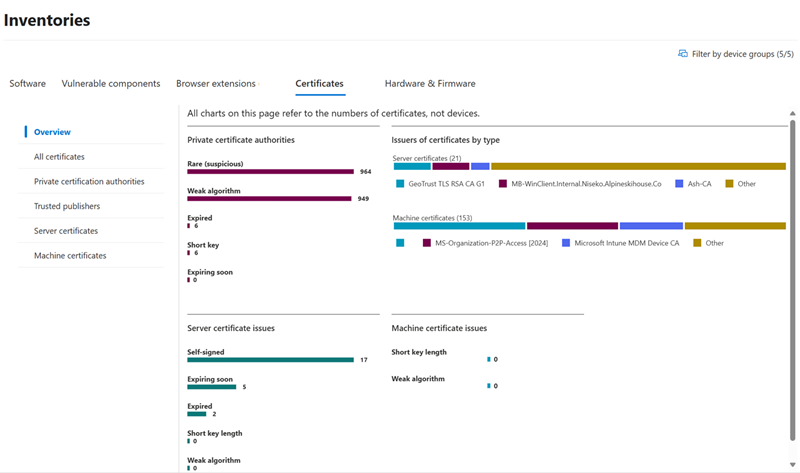 Inventories
Filter by device groups (5/5)
Software Vulnerable components Browser extensions Certificates Hardware & Firmware
Overview
All certificates
Private certification authorities
Trusted publishers
Server certificates
Machine certificates
All charts on this page refer to the numbers of certificates, not devices.
Private certificate authorities
Rare (suspicious)
964
Weak algorithm
949
Expired
6
Short key
6
Expiring soon
0
Issuers of certificates by type
Server certificates (21)
GeoTrust TLS RSA CA G1 MB-WinClient.Internal.Niseko.Alpineskihouse.Co Ash-CA Other
Machine certificates (153)
MS-Organization-P2P-Access [2024] Microsoft Intune MDM Device CA Other
Server certificate issues
Self-signed
17
Expiring soon
5
Expired
2
Short key length
0
Weak algorithm
0
Machine certificate issues
Short key length 0
Weak algorithm 0